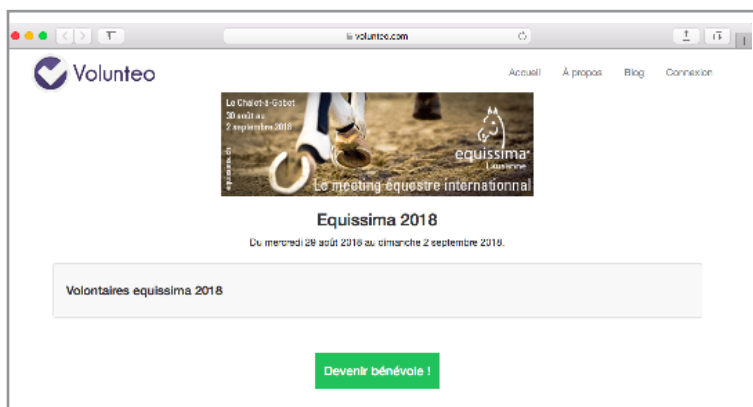 volunteo.com
Volunteo
Accueil À propos Blog Connexion
Le Chalet-à-Gobet
30 août au
2 septembre 2018
equissima.ch
equissima
Lausanne
Le meeting équestre international
Equissima 2018
Du mercredi 29 août 2018 au dimanche 2 septembre 2018.
Volontaires equissima 2018
Devenir bénévole !